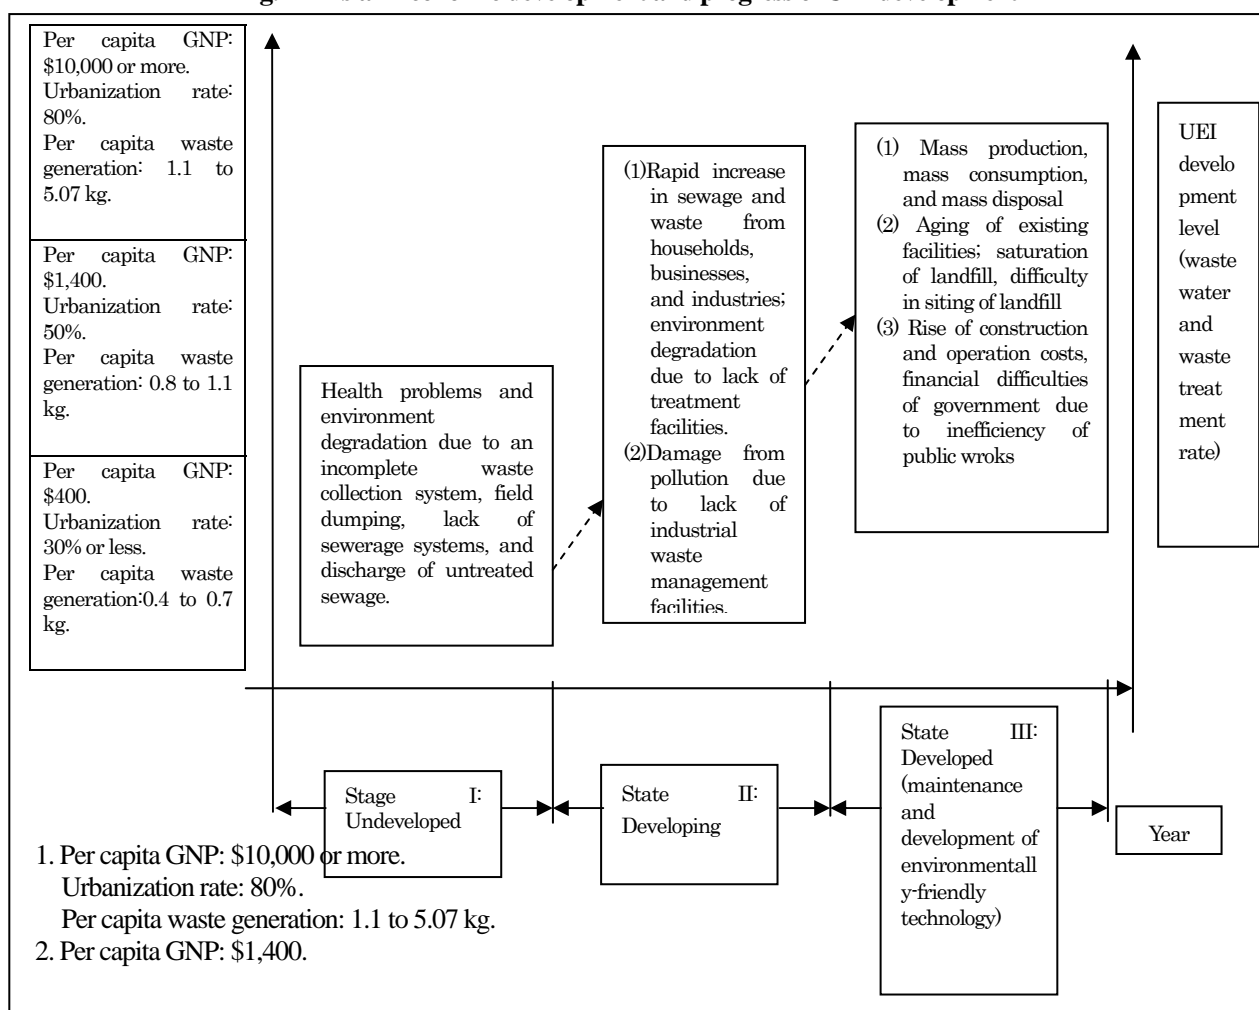 Per capita GNP:
$10,000 or more.
Urbanization rate:
80%.
Per capita waste
generation: 1.1 to
5.07 kg.
Per capita GNP:
$1,400.
Urbanization rate:
50%.
Per capita waste
generation: 0.8 to 1.1
kg.
Per capita GNP:
$400.
Urbanization rate:
30% or less.
Per capita waste
generation:0.4 to 0.7
kg.
Health problems and
environment
degradation due to an
incomplete waste
collection system, field
dumping, lack of
sewerage systems, and
discharge of untreated
sewage.
(1)Rapid increase
in sewage and
waste from
households,
businesses,
and industries;
environment
degradation
due to lack of
treatment
facilities.
(2)Damage from
pollution due
to lack of
industrial
waste
management
facilities.
(1) Mass production,
mass consumption,
and mass disposal
(2) Aging of existing
facilities; saturation
of landfill, difficulty
in siting of landfill
(3) Rise of construction
and operation costs,
financial difficulties
of government due
to inefficiency of
public wroks
UEI
develo
pment
level
(waste
water
and
waste
treat
ment
rate)
Stage I:
Undeveloped
State II:
Developing
State III:
Developed
(maintenance
and
development of
environmentall
y-friendly
technology)
Year
1. Per capita GNP: $10,000 or more.
Urbanization rate: 80%.
Per capita waste generation: 1.1 to 5.07 kg.
2. Per capita GNP: $1,400.